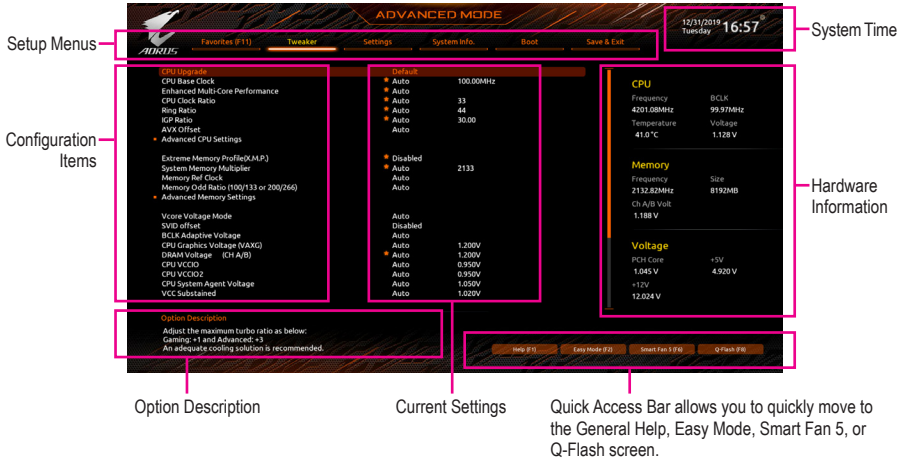 ADVANCED MODE
12/31/2019 16:57
Tuesday
System Time
Setup Menus
AORUS
Favorites (F11) Tweaker Settings System Info. Boot Save & Exit
CPU Upgrade Default
CPU Base Clock Auto 100.00MHz
Enhanced Multi-Core Performance Auto
CPU Clock Ratio Auto 33
Ring Ratio Auto 44
IGP Ratio Auto 30.00
AVX Offset Auto
Advanced CPU Settings
Extreme Memory Profile(X.M.P.) Disabled
System Memory Multiplier Auto 2133
Memory Ref Clock Auto
Memory Odd Ratio (100/133 or 200/266) Auto
Advanced Memory Settings
Vcore Voltage Mode Auto
SVID offset Disabled
BCLK Adaptive Voltage Auto
CPU Graphics Voltage (VAXG) Auto 1.200V
DRAM Voltage (CH A/B) Auto 1.200V
CPU VCCIO Auto 0.950V
CPU VCCIO2 Auto 0.950V
CPU System Agent Voltage Auto 1.050V
VCC Substained Auto 1.020V
Configuration
Items
CPU
Frequency BCLK
4201.08MHz 99.97MHz
Temperature Voltage
41.0°C 1.128 V
Memory
Frequency Size
2132.82MHz 8192MB
Ch A/B Volt
1.188 V
Voltage
PCH Core +5V
1.045 V 4.920 V
+12V
12.024 V
Hardware
Information
Option Description
Adjust the maximum turbo ratio as below:
Gaming: +1 and Advanced: +3
An adequate cooling solution is recommended.
Help (F1) Easy Mode (F2) Smart Fan 5 (F6) Q-Flash (F8)
Option Description
Current Settings
Quick Access Bar allows you to quickly move to
the General Help, Easy Mode, Smart Fan 5, or
Q-Flash screen.